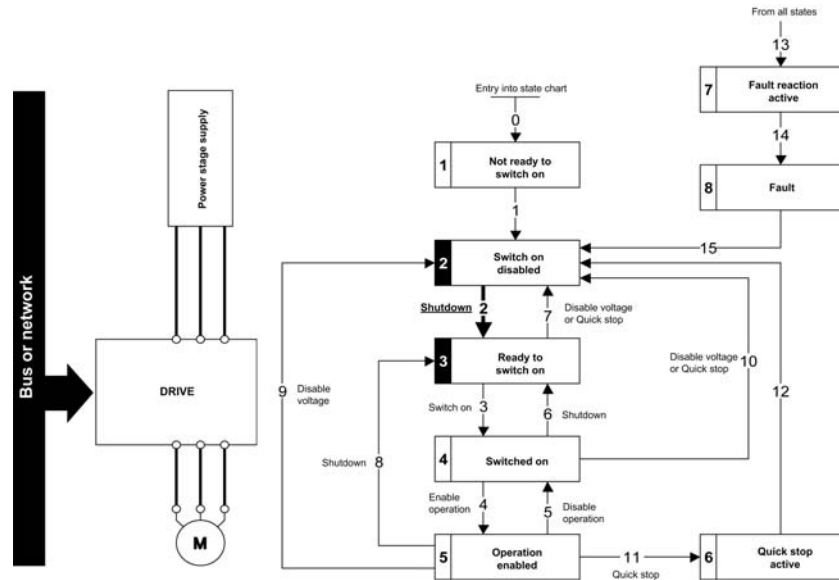 Bus or network
Power stage supply
DRIVE
M
From all states
13
7
Fault reaction
active
14
8
Fault
15
Entry into state chart
0
1
Not ready to
switch on
1
2
Switch on
disabled
Shutdown
2
7
Disable voltage
or Quick stop
3
Ready to
switch on
Switch on
3
6
Shutdown
4
Switched on
Enable
operation
4
5
Disable
operation
5
Operation
enabled
9
Disable
voltage
Shutdown
8
Disable voltage
or Quick stop
10
12
11
Quick stop
6
Quick stop
active